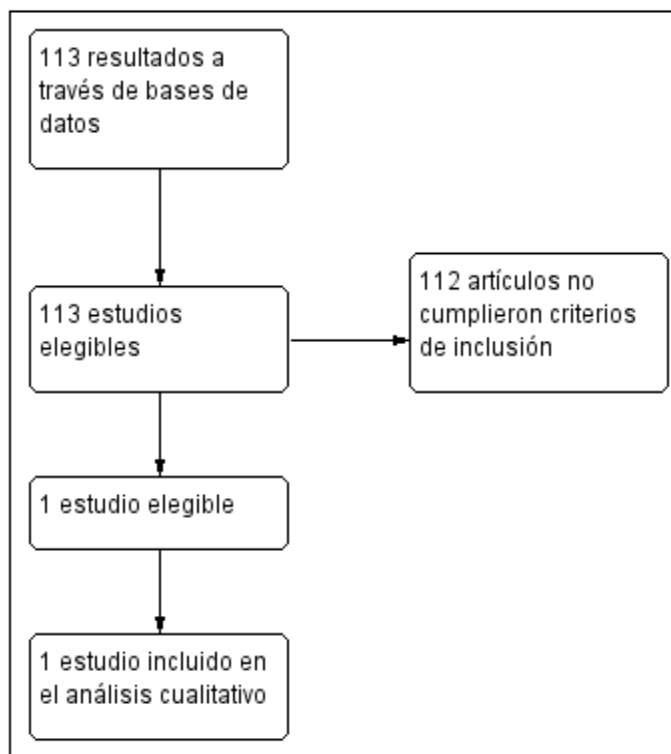 113 resultados a
través de bases de
datos
113 estudios
elegibles
112 artículos no
cumplieron criterios
de inclusión
1 estudio elegible
1 estudio incluido en
el análisis cualitativo